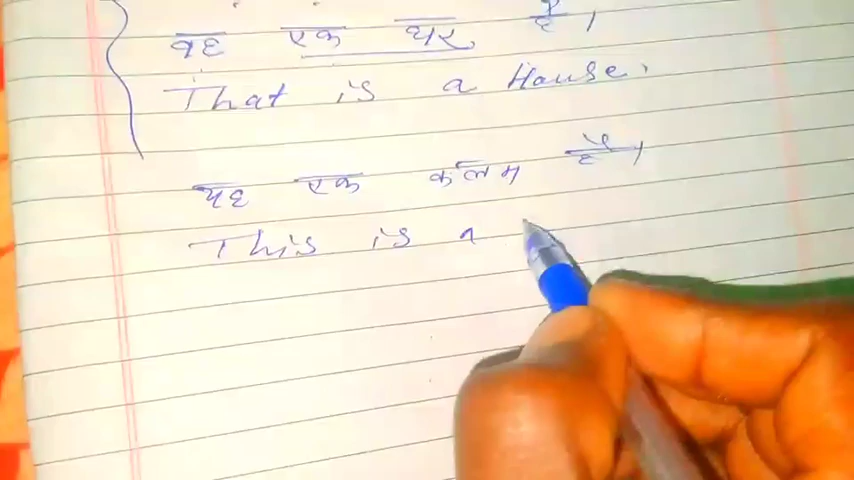 वह एक घर है।
That is a House.
यह एक कलम है।
This is a